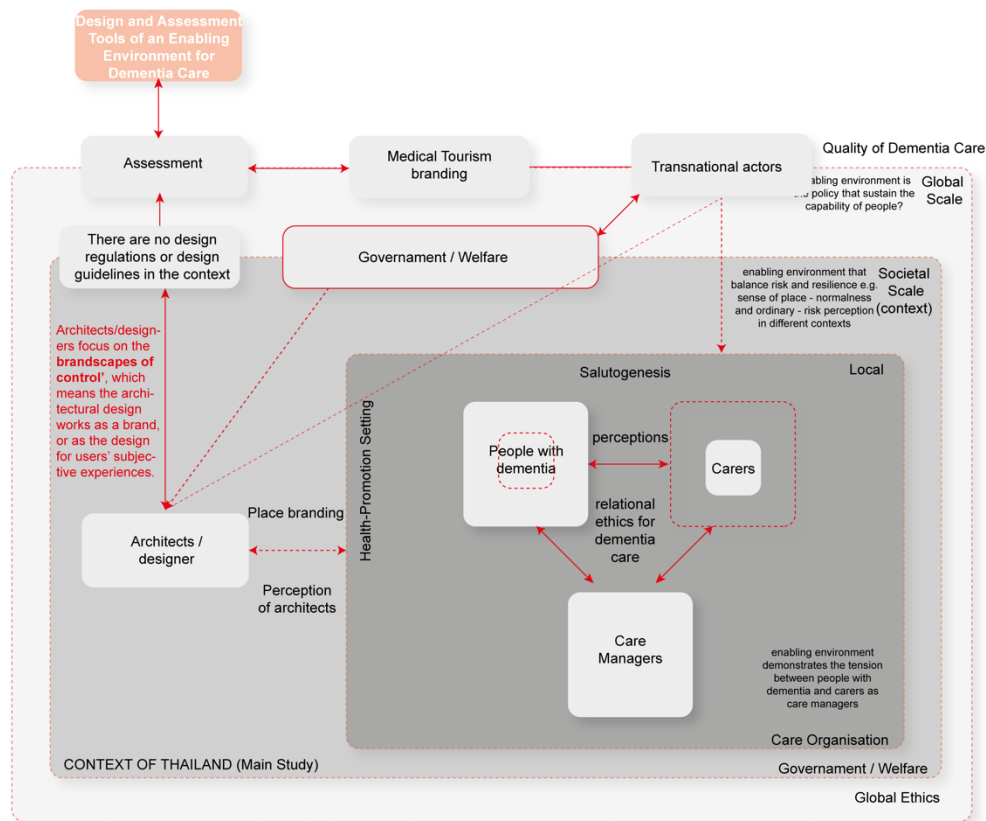 Design and Assessment
Tools of an Enabling
Environment for
Dementia Care
Assessment
Medical Tourism
branding
Transnational actors
Quality of Dementia Care
Global
Scale
enabling environment is
the policy that sustain the
capability of people?
There are no design
regulations or design
guidelines in the context
Governament / Welfare
enabling environment that
balance risk and resilience e.g.
sense of place - normalness
and ordinary - risk perception
in different contexts
Societal
Scale
(context)
Architects/design-
ers focus on the
brandscapes of
control’, which
means the archi-
tectural design
works as a brand,
or as the design
for users’ subjec-
tive experiences.
Salutogenesis
Local
Health-Promotion Setting
People with
dementia
perceptions
Carers
relational
ethics for
dementia
care
Place branding
Architects /
designer
Perception
of architects
Care
Managers
enabling environment
demonstrates the tension
between people with
dementia and carers as
care managers
Care Organisation
CONTEXT OF THAILAND (Main Study)
Governament / Welfare
Global Ethics